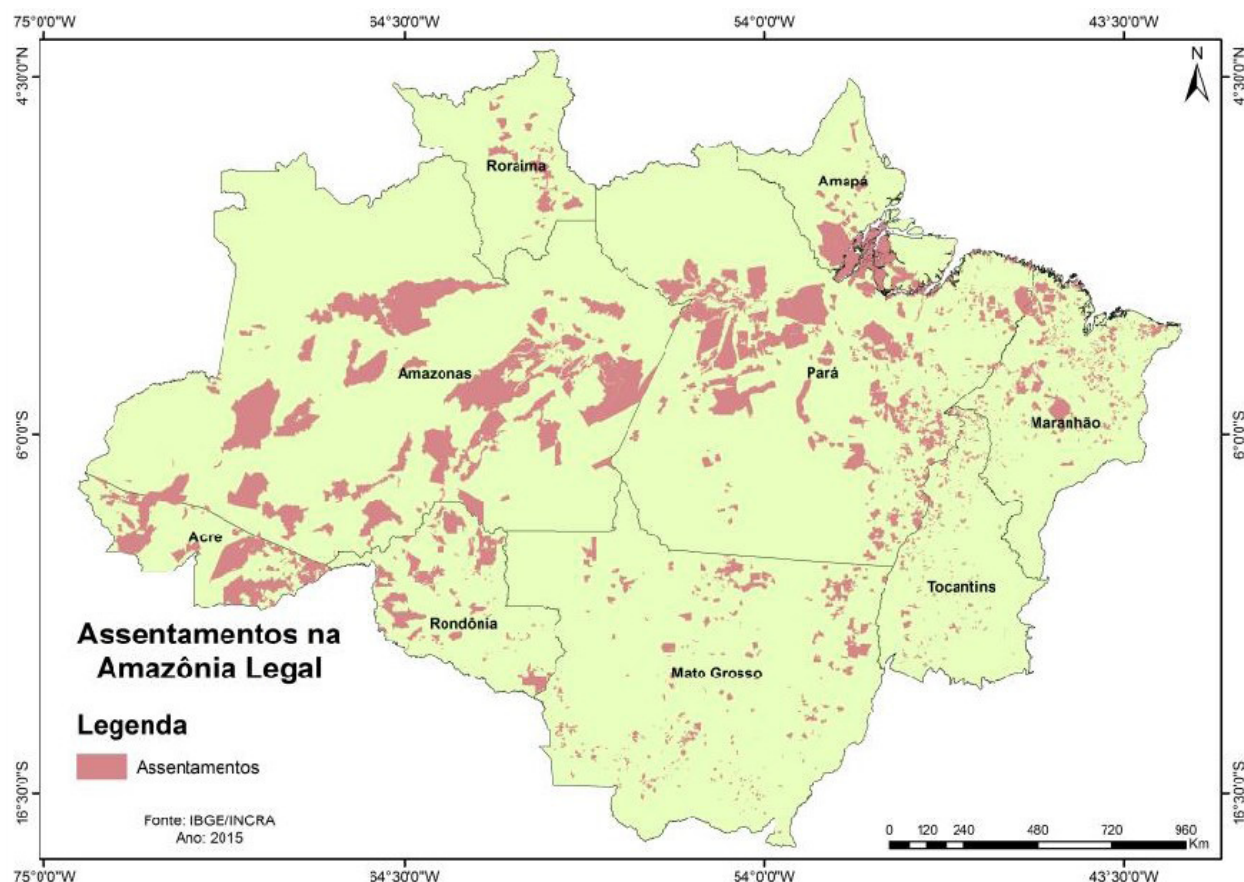 75°0'0"W 64°30'0"W 54°0'0"W 43°30'0"W
4°30'0"N 4°30'0"N
N
Roraima
Amapá
Amazonas
Pará
Maranhão
6°0'0"S 6°0'0"S
Acre
Tocantins
Rondônia
Mato Grosso
Assentamentos na
Amazônia Legal
Legenda
Assentamentos
Fonte: IBGE/INCRA
Ano: 2015
16°30'0"S 16°30'0"S
0 120 240 480 720 960
Km
75°0'0"W 64°30'0"W 54°0'0"W 43°30'0"W